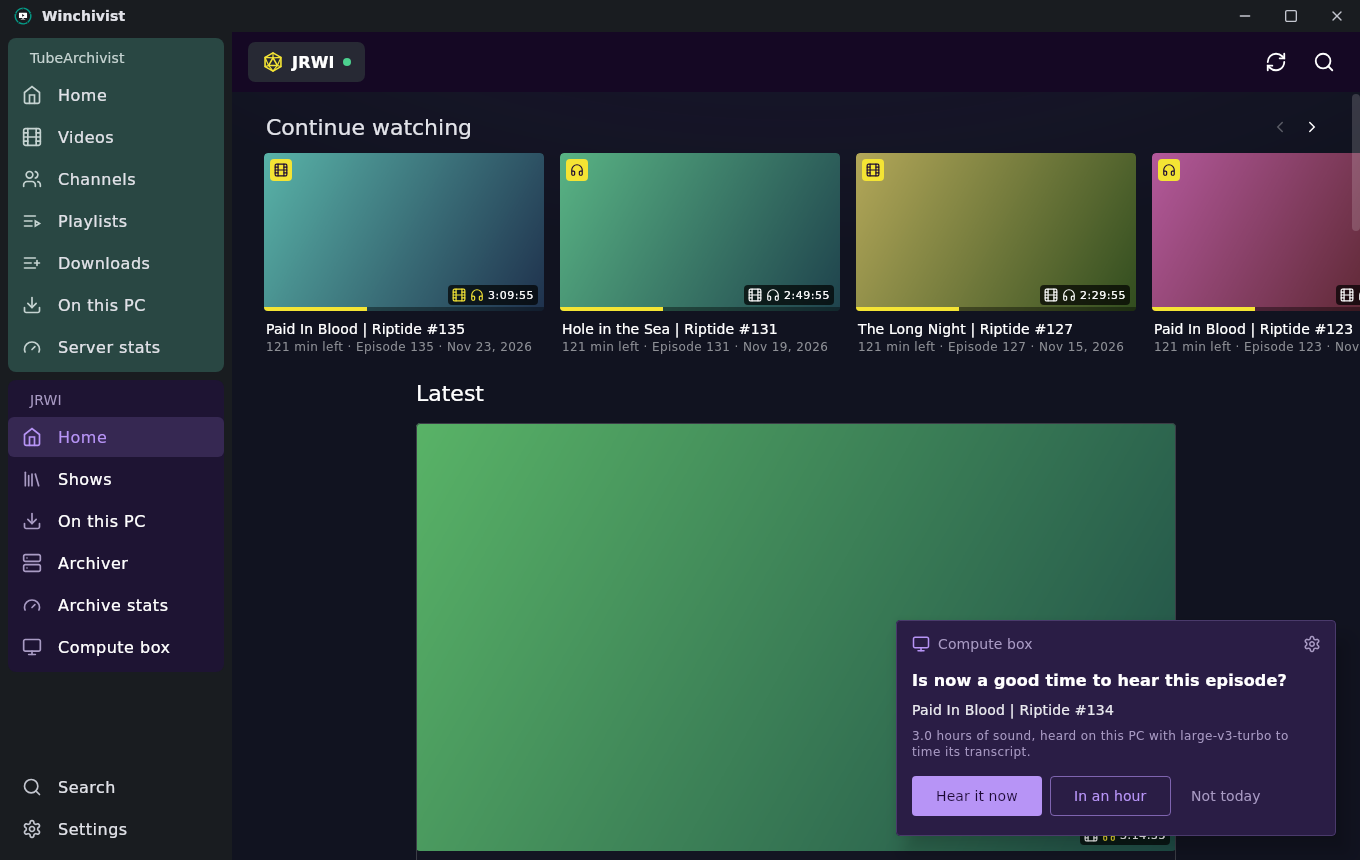 Winchivist
TubeArchivist
Home
Videos
Channels
Playlists
Downloads
On this PC
Server stats
JRWI
Home
Shows
On this PC
Archiver
Archive stats
Compute box
Search
Settings
JRWI
Continue watching
3:09:55
Paid In Blood | Riptide #135
121 min left · Episode 135 · Nov 23, 2026
2:49:55
Hole in the Sea | Riptide #131
121 min left · Episode 131 · Nov 19, 2026
2:29:55
The Long Night | Riptide #127
121 min left · Episode 127 · Nov 15, 2026
Paid In Blood | Riptide #123
121 min left · Episode 123 · Nov
Latest
Compute box
Is now a good time to hear this episode?
Paid In Blood | Riptide #134
3.0 hours of sound, heard on this PC with large-v3-turbo to
time its transcript.
Hear it now
In an hour
Not today